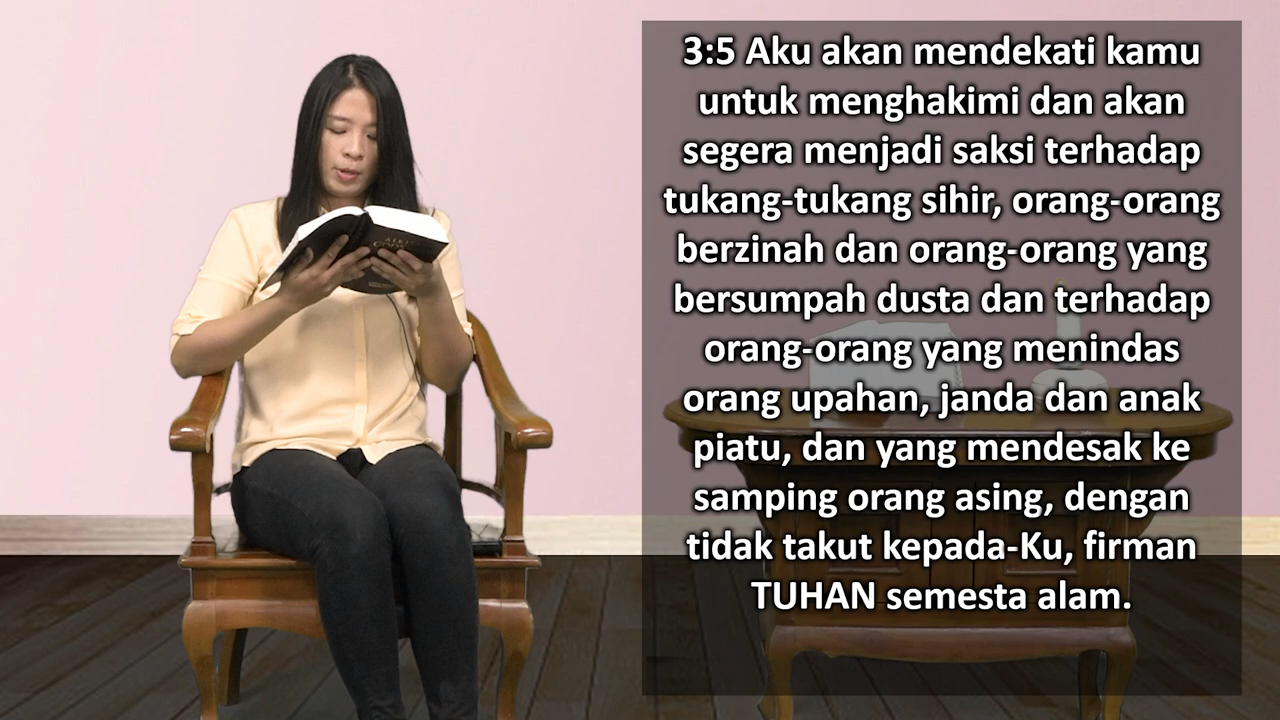 3:5 Aku akan mendekati kamu
untuk menghakimi dan akan
segera menjadi saksi terhadap
tukang-tukang sihir, orang-orang
berzinah dan orang-orang yang
bersumpah dusta dan terhadap
orang-orang yang menindas
orang upahan, janda dan anak
piatu, dan yang mendesak ke
samping orang asing, dengan
tidak takut kepada-Ku, firman
TUHAN semesta alam.